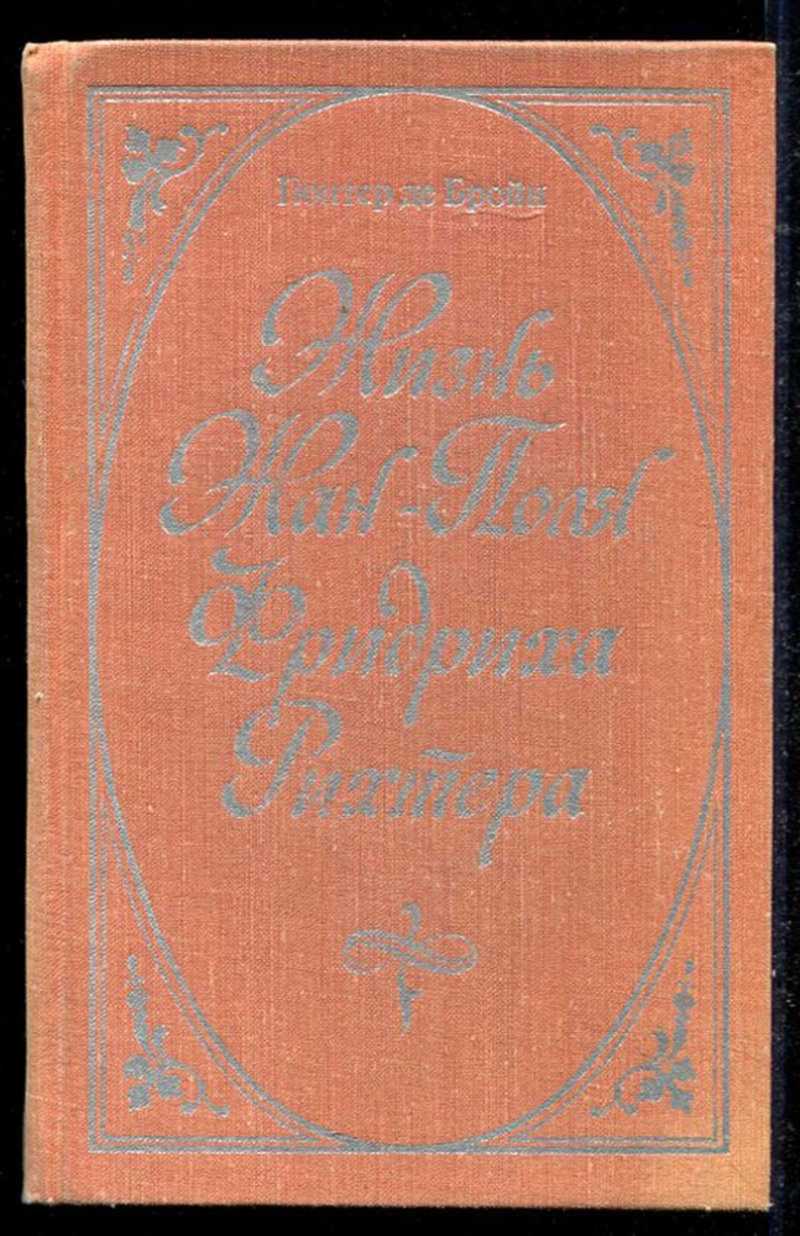 Гюнтер де Бройн
Жизнь
Жан-Поля
Фридриха
Рихтера